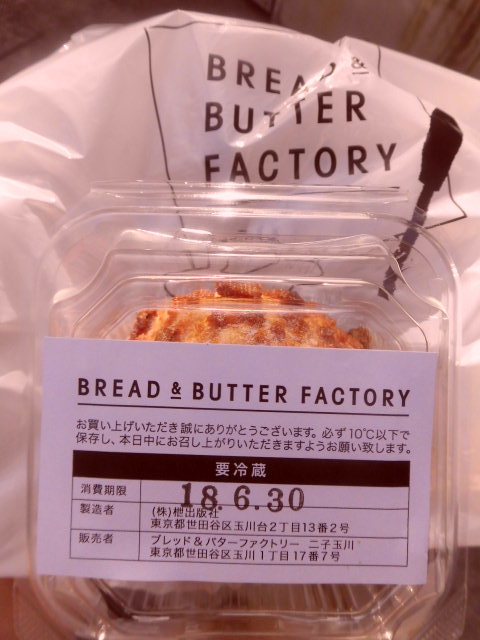 BREAD &
BUTTER
FACTORY
BREAD & BUTTER FACTORY
お買い上げいただき誠にありがとうございます。必ず10℃以下で
保存し、本日中にお召し上がりいただきますようお願い致します。
要冷蔵
消費期限 18.6.30
製造者 (株)枻出版社
東京都世田谷区玉川台2丁目13番2号
販売者 ブレッド&バターファクトリー 二子玉川
東京都世田谷区玉川1丁目17番7号